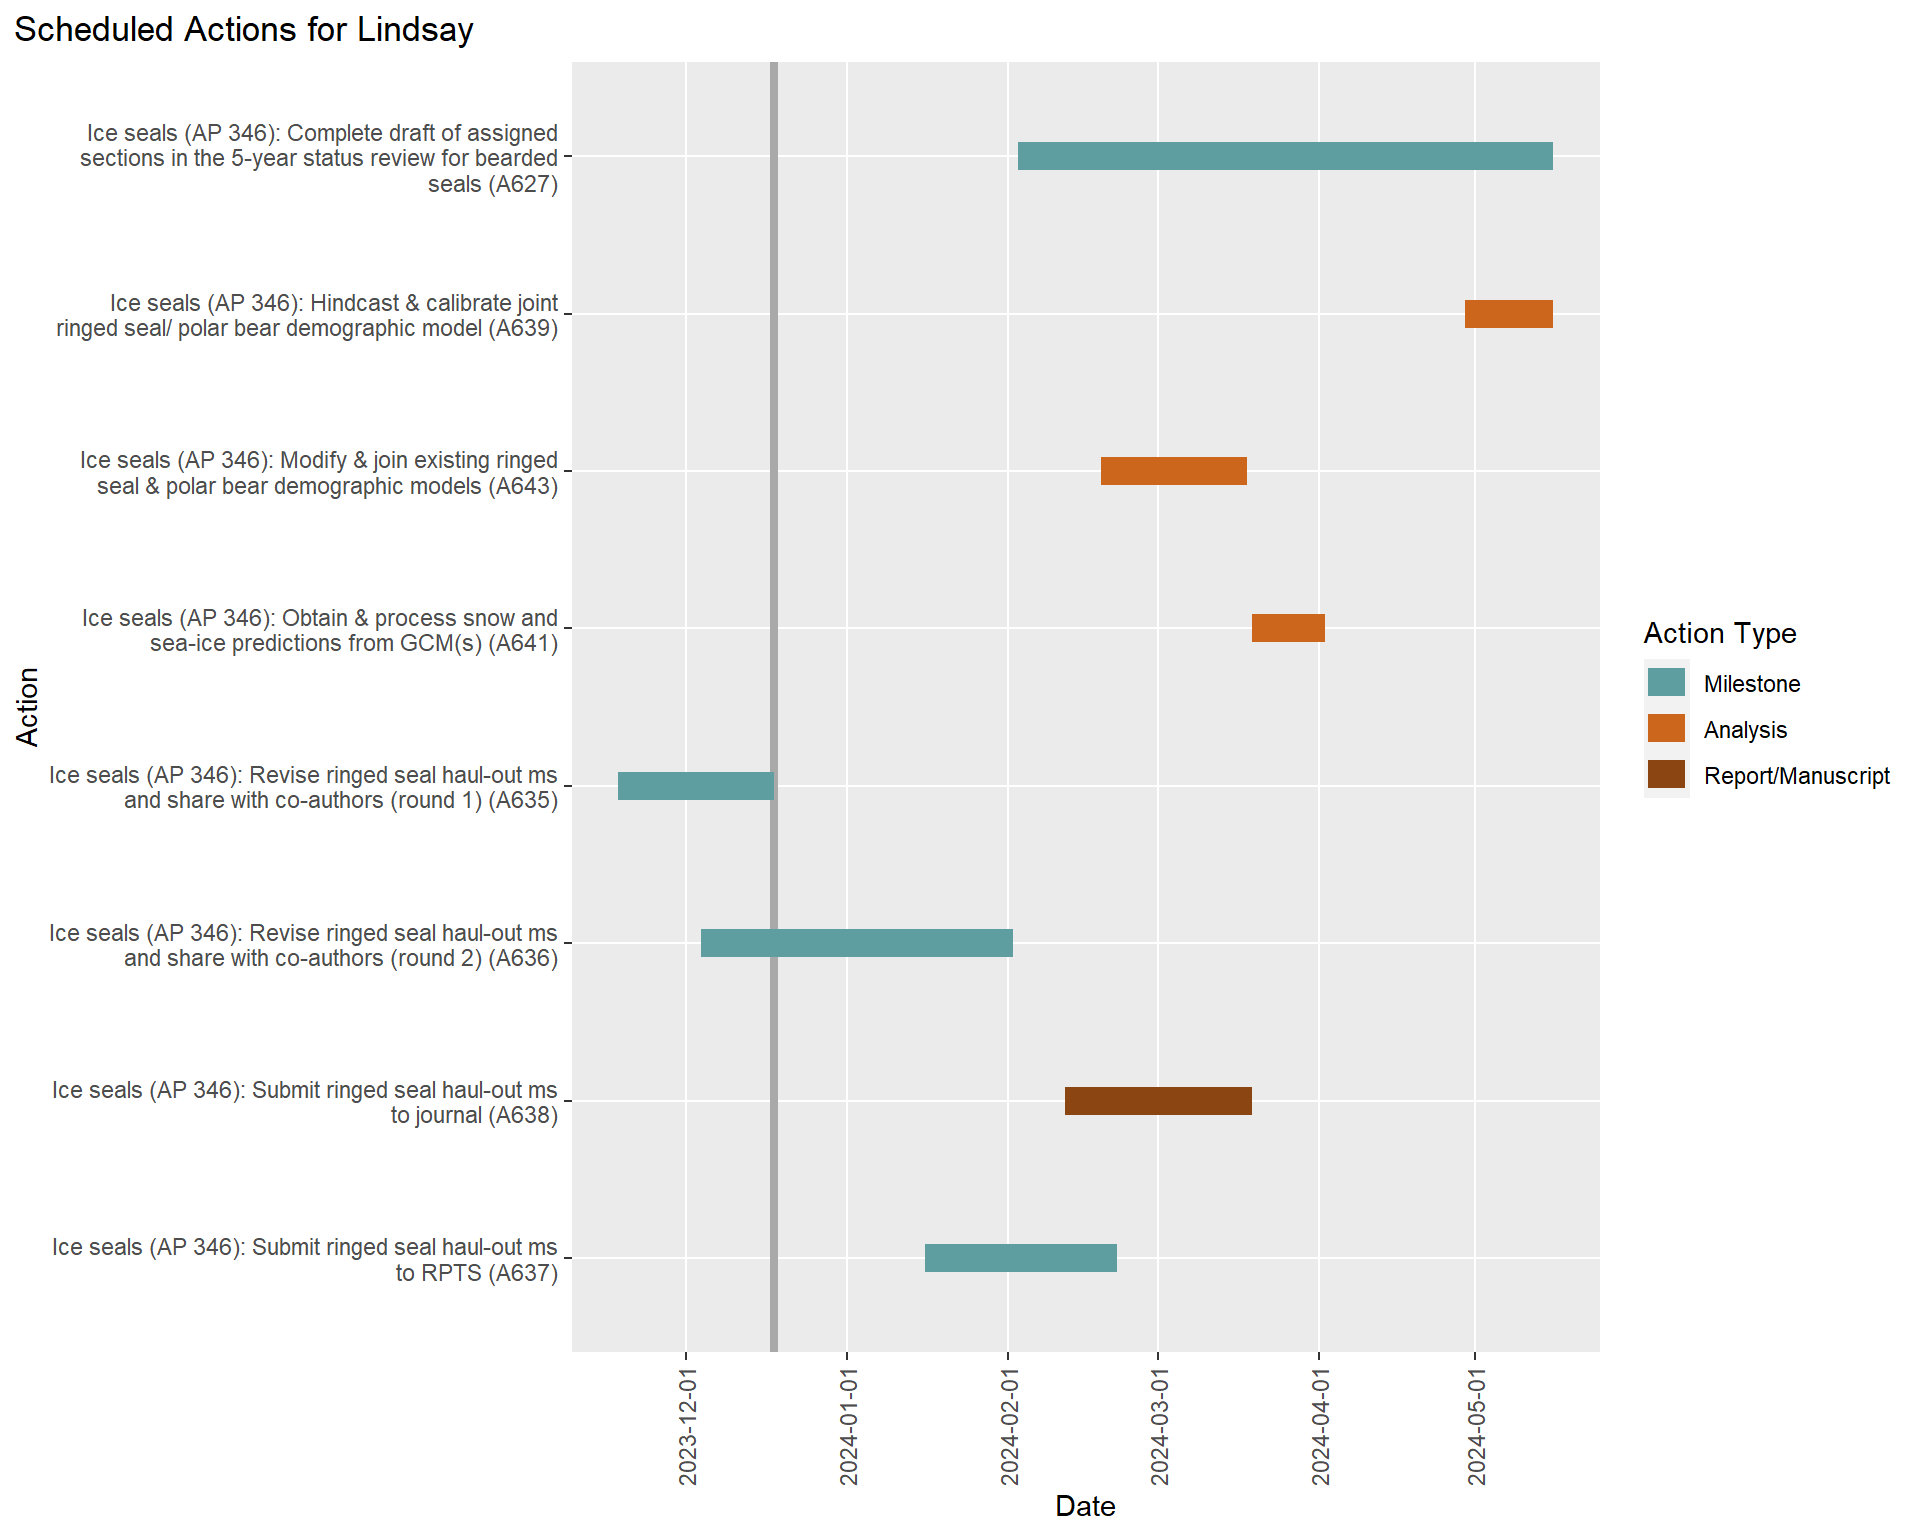 Scheduled Actions for Lindsay
Ice seals (AP 346): Complete draft of assigned
sections in the 5-year status review for bearded
seals (A627)
Ice seals (AP 346): Hindcast & calibrate joint
ringed seal/ polar bear demographic model (A639)
Ice seals (AP 346): Modify & join existing ringed
seal & polar bear demographic models (A643)
Ice seals (AP 346): Obtain & process snow and
sea-ice predictions from GCM(s) (A641)
Ice seals (AP 346): Revise ringed seal haul-out ms
and share with co-authors (round 1) (A635)
Ice seals (AP 346): Revise ringed seal haul-out ms
and share with co-authors (round 2) (A636)
Ice seals (AP 346): Submit ringed seal haul-out ms
to journal (A638)
Ice seals (AP 346): Submit ringed seal haul-out ms
to RPTS (A637)
Action
2023-12-01
2024-01-01
2024-02-01
2024-03-01
2024-04-01
2024-05-01
Date
Action Type
Milestone
Analysis
Report/Manuscript